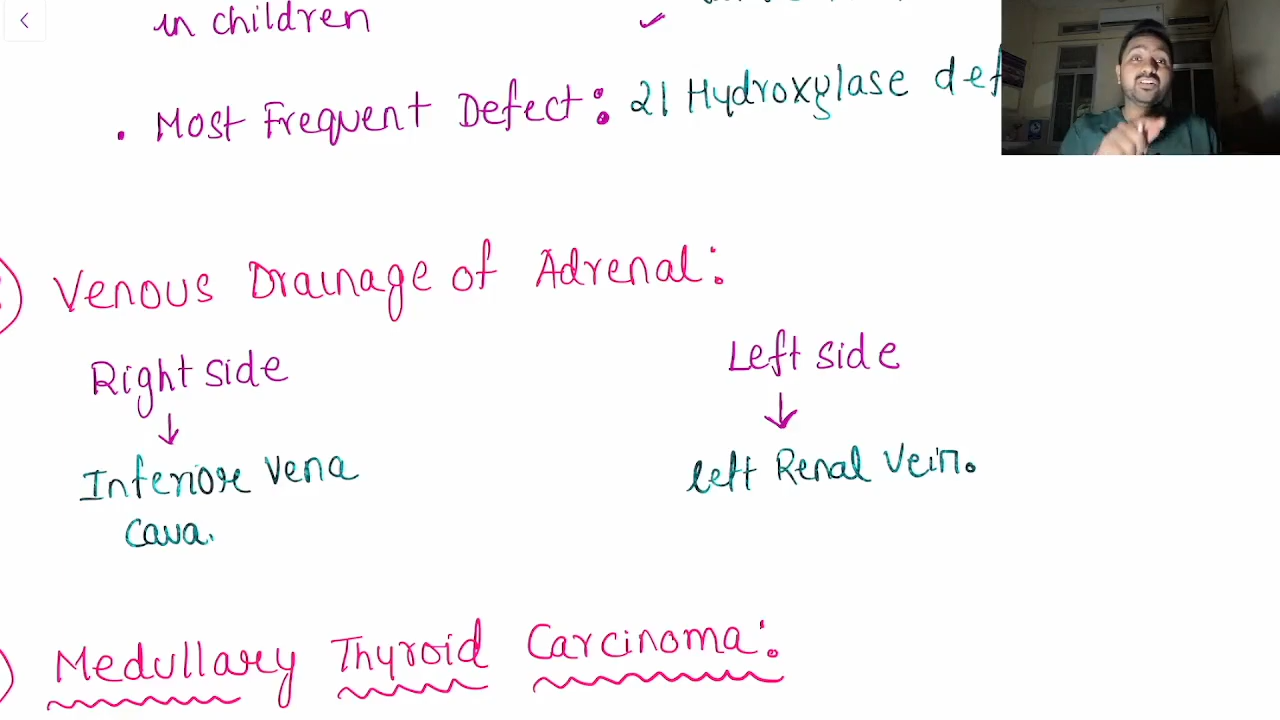 in children
. Most Frequent Defect: 21 Hydroxylase def
Venous Drainage of Adrenal:
Right side
Left side
Inferiore Vena
Cava.
left Renal Vein.
Medullary Thyroid Carcinoma: